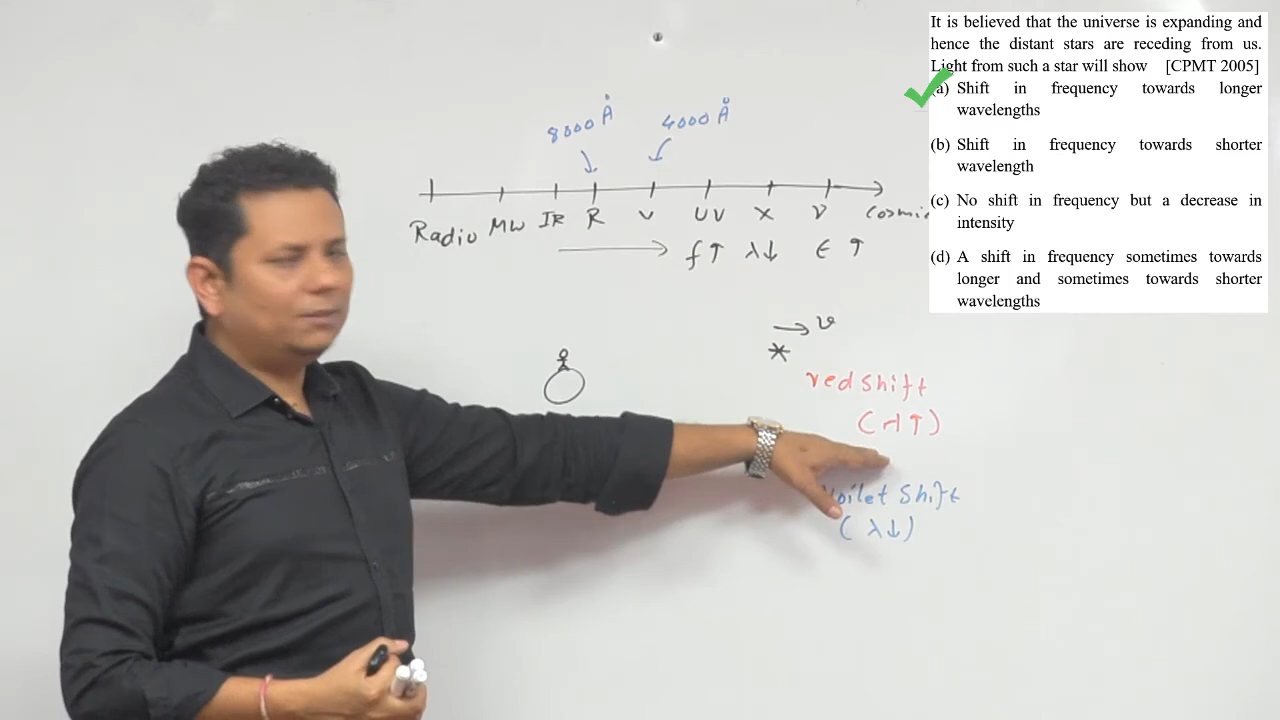 It is believed that the universe is expanding and
hence the distant stars are receding from us.
Light from such a star will show [CPMT 2005]
(a) Shift in frequency towards longer
wavelengths
(b) Shift in frequency towards shorter
wavelength
(c) No shift in frequency but a decrease in
intensity
(d) A shift in frequency sometimes towards
longer and sometimes towards shorter
wavelengths
8000 Å 4000 Å
Radio MW IR R V UV X γ Cosmic
f↑ λ↓ E ↑
→ v
red shift
(λ↑)
shift
(λ↓)